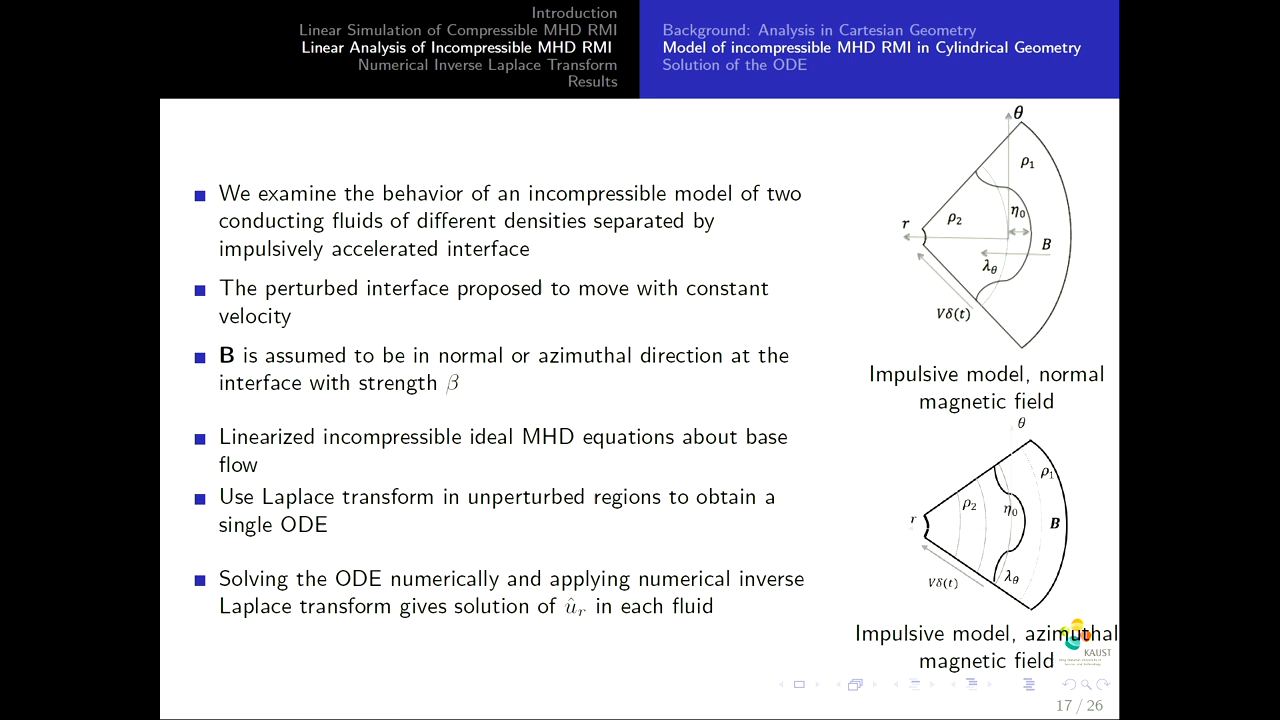 Introduction
Linear Simulation of Compressible MHD RMI
Linear Analysis of Incompressible MHD RMI
Numerical Inverse Laplace Transform
Results
Background: Analysis in Cartesian Geometry
Model of incompressible MHD RMI in Cylindrical Geometry
Solution of the ODE
We examine the behavior of an incompressible model of two
conducting fluids of different densities separated by
impulsively accelerated interface
The perturbed interface proposed to move with constant
velocity
B is assumed to be in normal or azimuthal direction at the
interface with strength β
Linearized incompressible ideal MHD equations about base
flow
Use Laplace transform in unperturbed regions to obtain a
single ODE
Solving the ODE numerically and applying numerical inverse
Laplace transform gives solution of û_r in each fluid
θ
ρ₁
η₀
ρ₂
r
B
λ_θ
Vδ(t)
Impulsive model, normal
magnetic field
θ
ρ₁
ρ₂
η₀
r
B
λ_θ
Vδ(t)
Impulsive model, azimuthal
magnetic field
KAUST
17 / 26